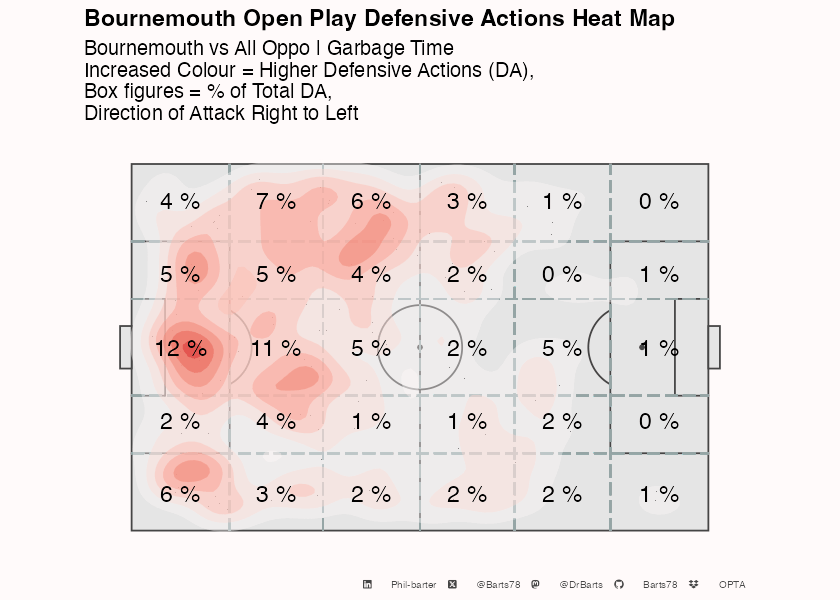 Bournemouth Open Play Defensive Actions Heat Map
Bournemouth vs All Oppo | Garbage Time
Increased Colour = Higher Defensive Actions (DA),
Box figures = % of Total DA,
Direction of Attack Right to Left
4 % 7 % 6 % 3 % 1 % 0 %
5 % 5 % 4 % 2 % 0 % 1 %
12 % 11 % 5 % 2 % 5 % 1 %
2 % 4 % 1 % 1 % 2 % 0 %
6 % 3 % 2 % 2 % 2 % 1 %
Phil-barter @Barts78 @DrBarts Barts78 OPTA